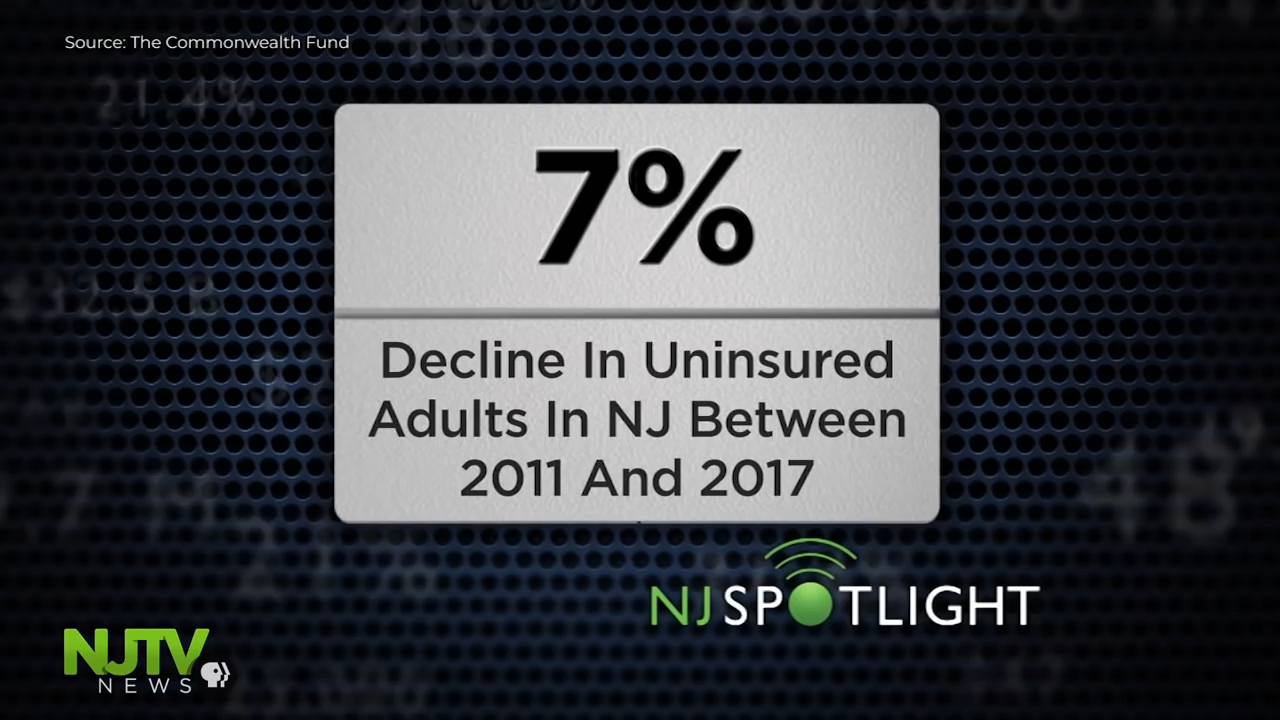 Source: The Commonwealth Fund
7%
Decline In Uninsured
Adults In NJ Between
2011 And 2017
NJ SPOTLIGHT
NJTV
NEWS